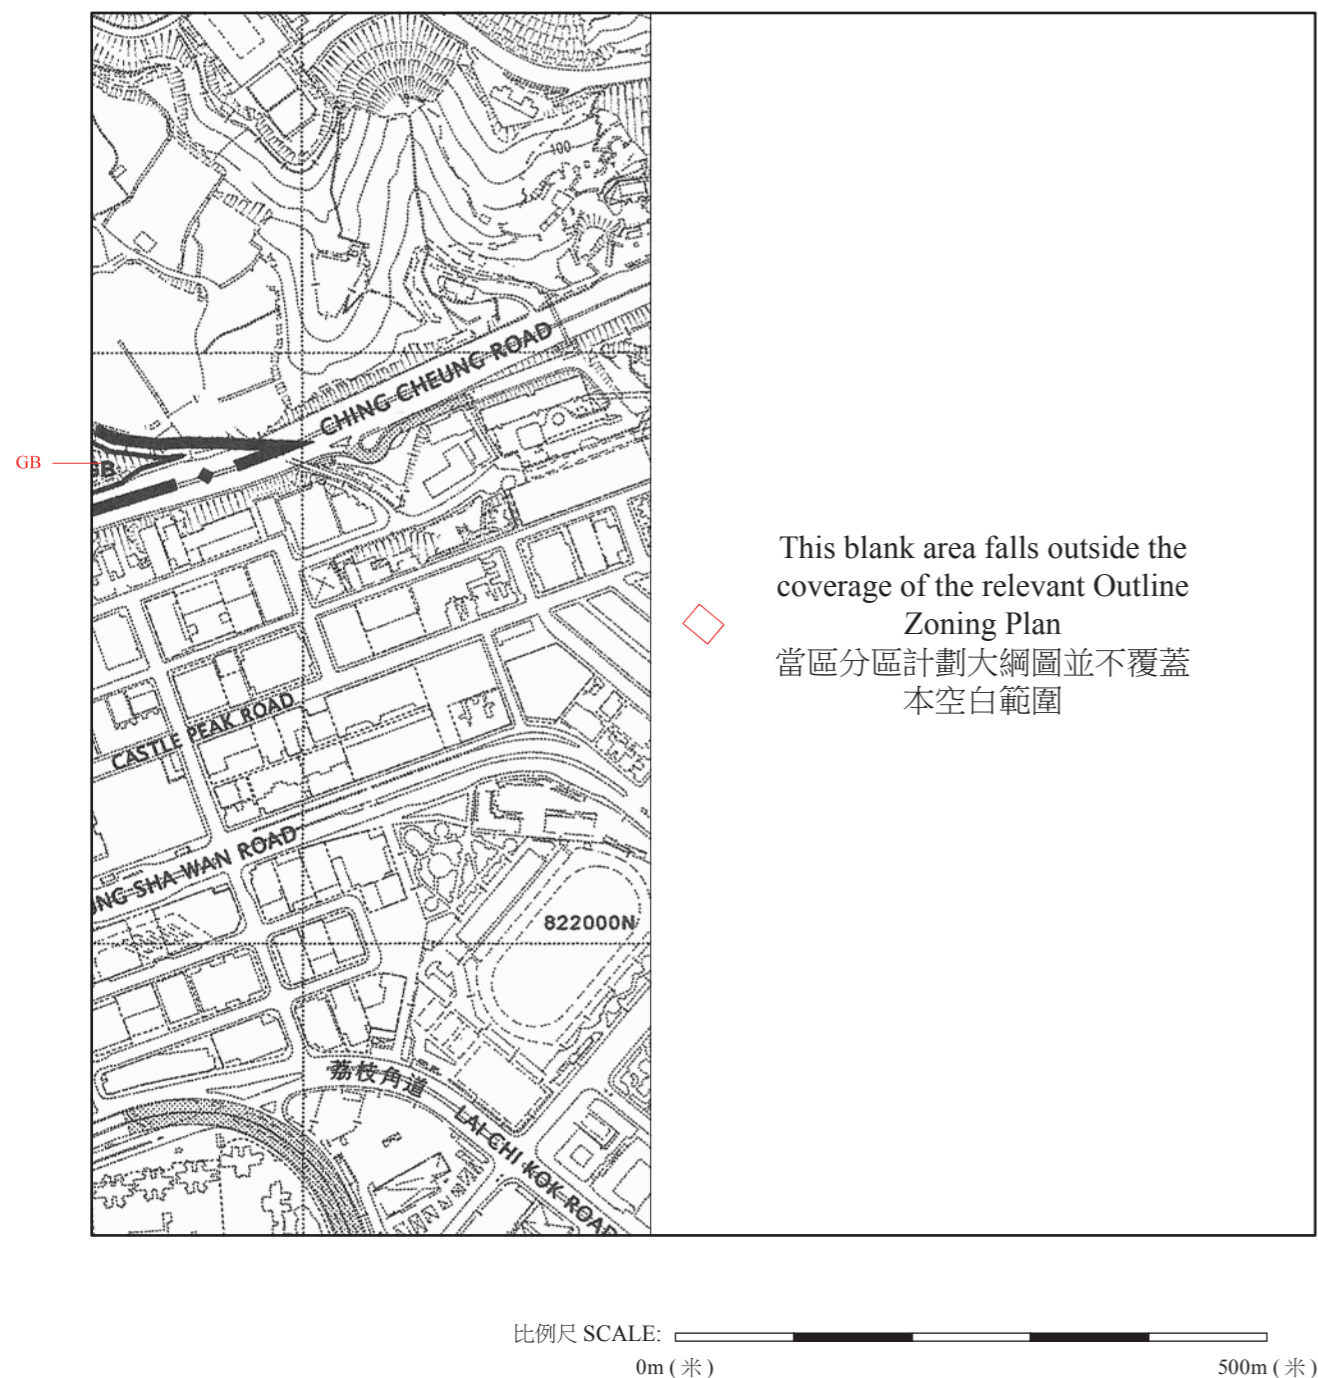 100
CHING CHEUNG ROAD
GB
GB
This blank area falls outside the
coverage of the relevant Outline
Zoning Plan
當區分區計劃大綱圖並不覆蓋
本空白範圍
CASTLE PEAK ROAD
UNG SHA WAN ROAD
822000N
荔枝角道
LAI CHI KOK ROAD
比例尺 SCALE:
0m ( 米 )
500m ( 米 )